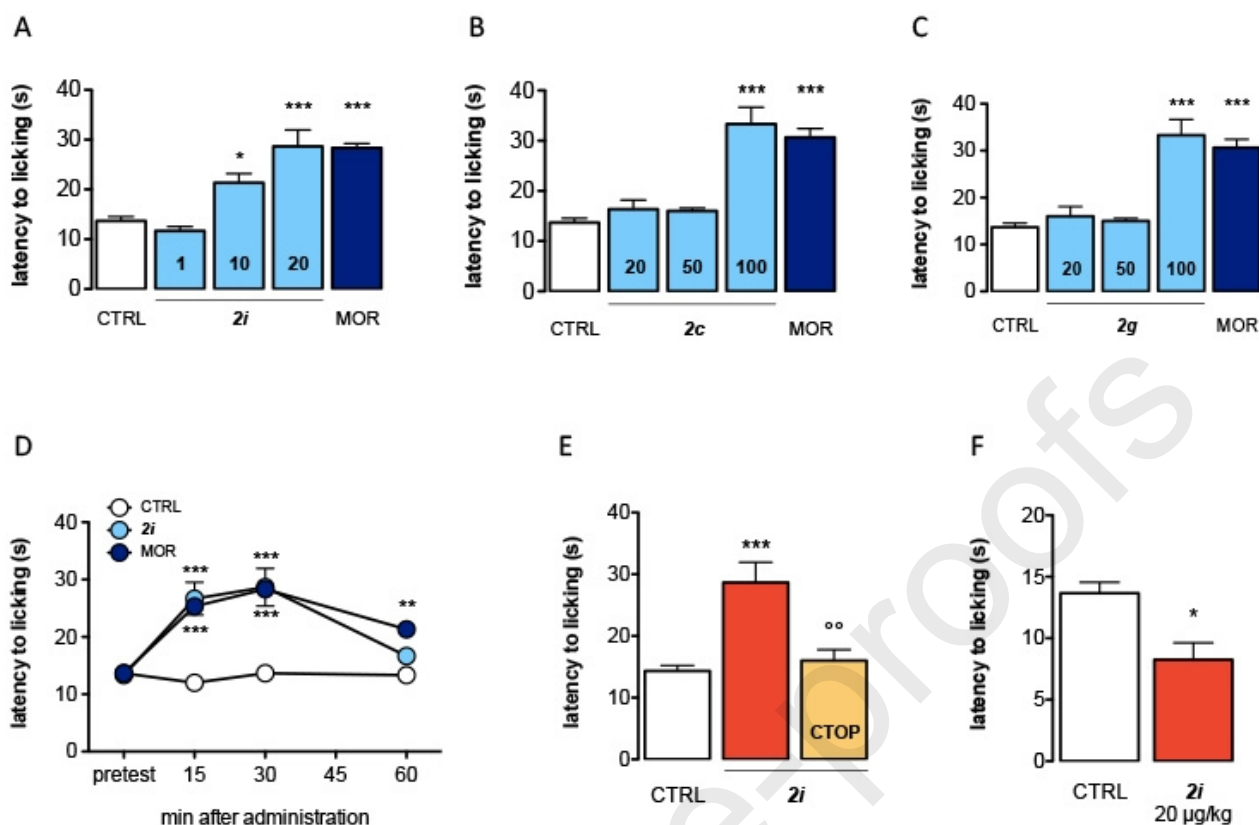 A
B
C
latency to licking (s)
40
30
20
10
0
***
***
*
1
10
20
CTRL
2i
MOR
latency to licking (s)
40
30
20
10
0
***
***
20
50
100
CTRL
2c
MOR
latency to licking (s)
40
30
20
10
0
***
***
20
50
100
CTRL
2g
MOR
D
E
F
CTRL
2i
MOR
latency to licking (s)
40
30
20
10
0
***
***
**
***
***
pretest
15
30
45
60
min after administration
latency to licking (s)
40
30
20
10
0
***
°°
CTOP
CTRL
2i
latency to licking (s)
20
15
10
5
0
*
CTRL
2i
20 µg/kg
e-proofs